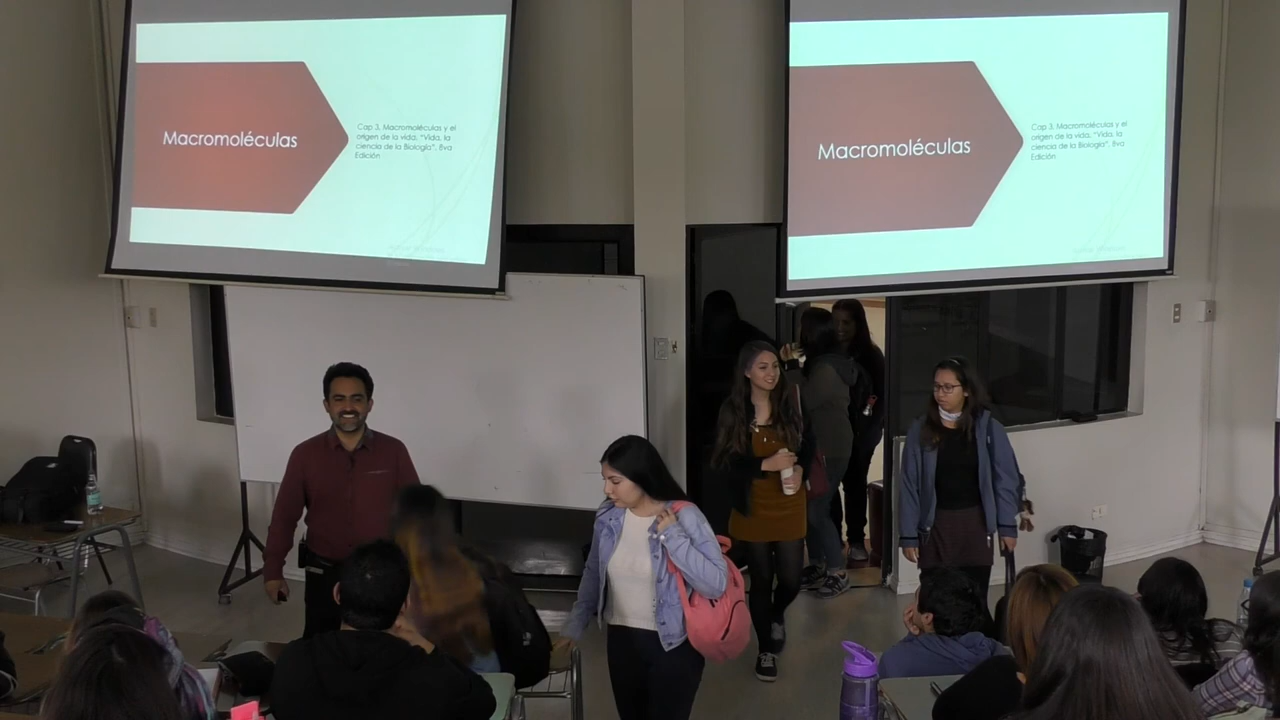 Macromoléculas
Cap 3, Macromoléculas y el
origen de la vida, "Vida, la
ciencia de la Biología", 8va
Edición
Macromoléculas
Cap 3, Macromoléculas y el
origen de la vida, "Vida, la
ciencia de la Biología", 8va
Edición